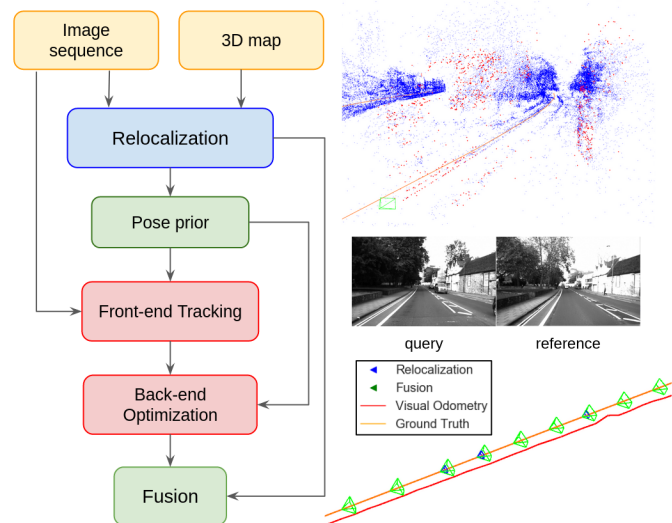 Image
sequence
3D map
Relocalization
Pose prior
Front-end Tracking
Back-end
Optimization
Fusion
query
reference
Relocalization
Fusion
Visual Odometry
Ground Truth